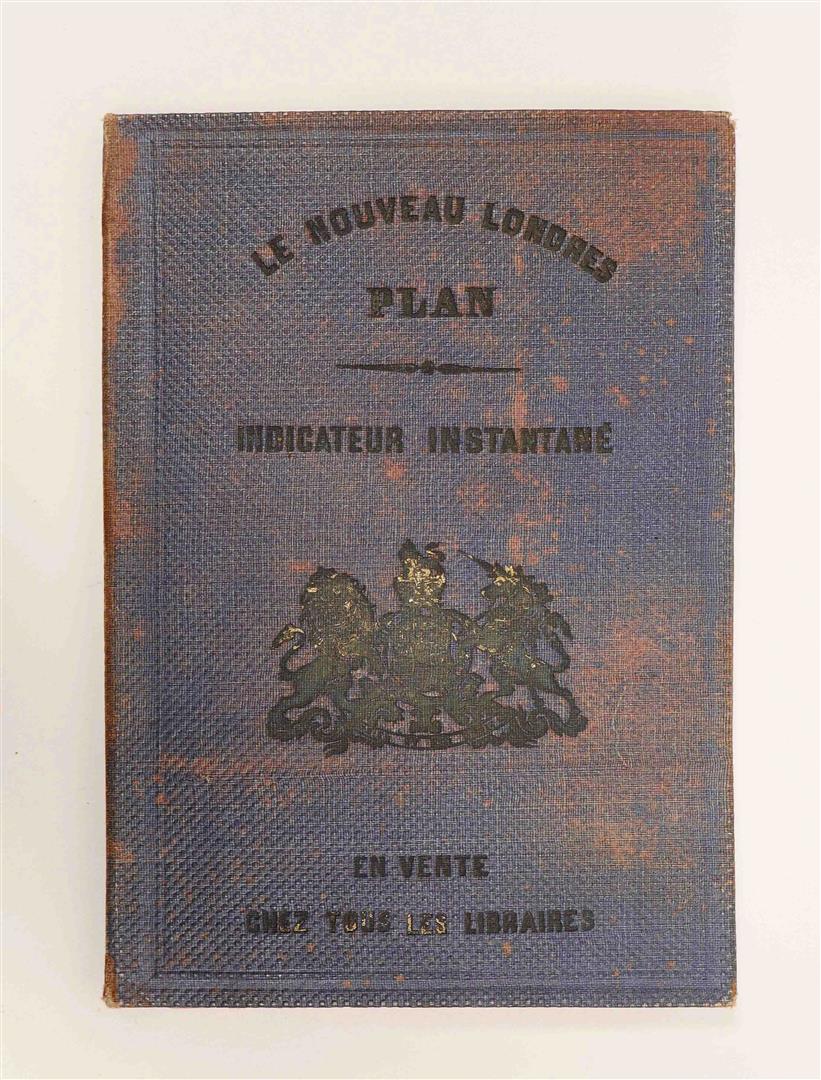 LE NOUVEAU LONDRES
PLAN
INDICATEUR INSTANTANÉ
EN VENTE
CHEZ TOUS LES LIBRAIRES